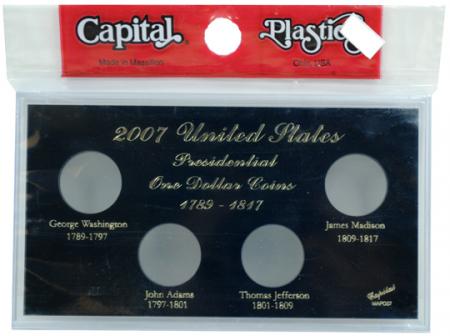 Capital Plastics
Made in Massillon Ohio, USA
2007 United States
Presidential
One Dollar Coins
1789 - 1817
George Washington
1789-1797
James Madison
1809-1817
John Adams
1797-1801
Thomas Jefferson
1801-1809
Capital